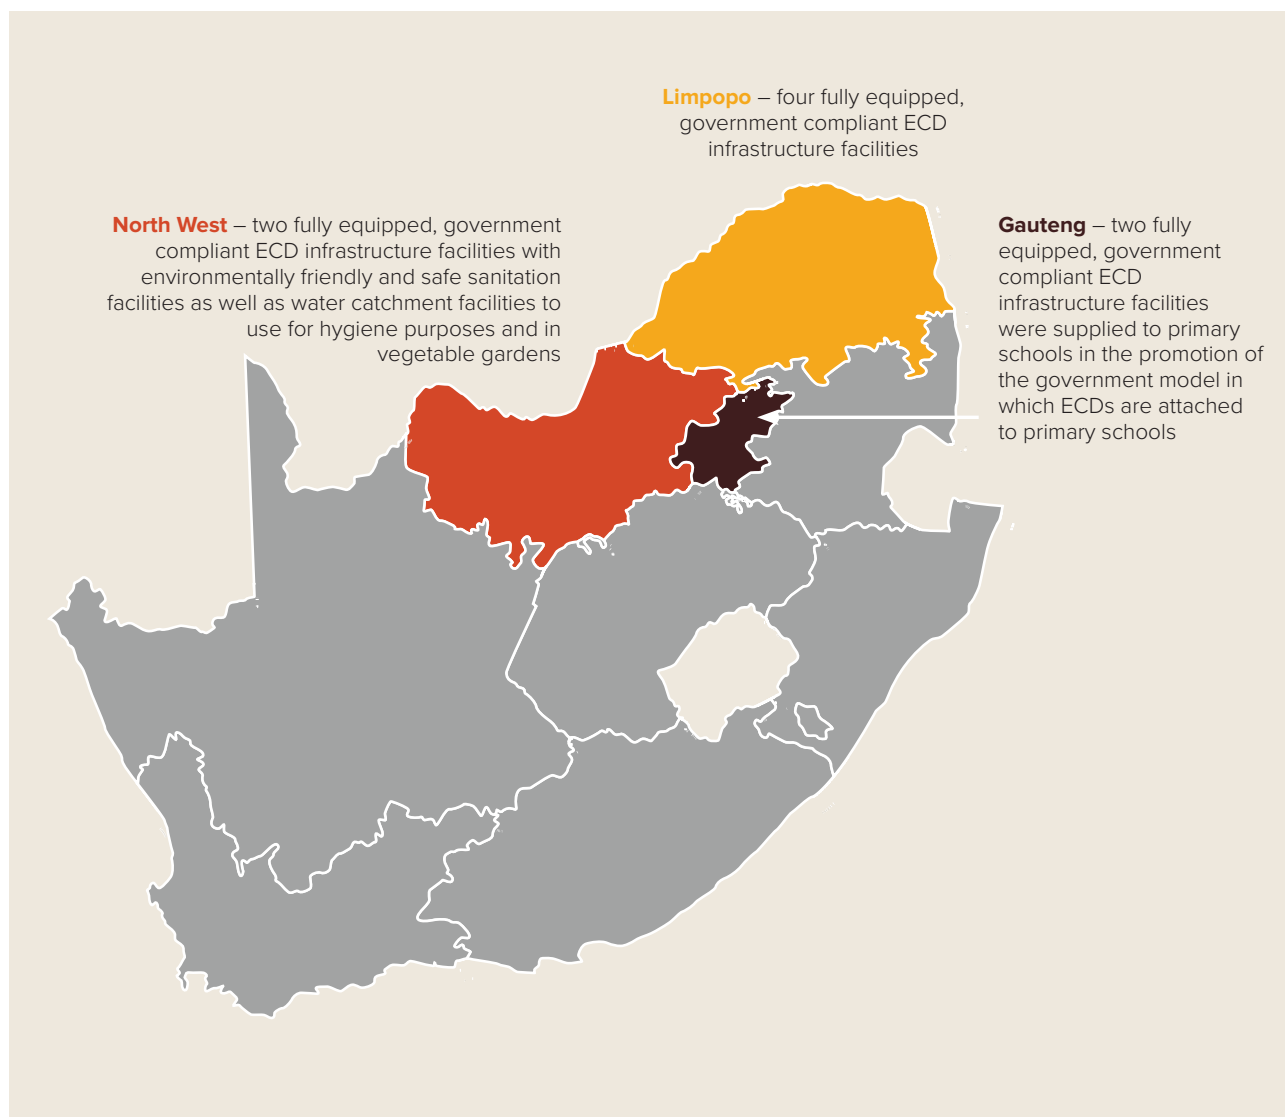 Limpopo – four fully equipped,
government compliant ECD
infrastructure facilities
North West – two fully equipped, government
compliant ECD infrastructure facilities with
environmentally friendly and safe sanitation
facilities as well as water catchment facilities to
use for hygiene purposes and in
vegetable gardens
Gauteng – two fully
equipped, government
compliant ECD
infrastructure facilities
were supplied to primary
schools in the promotion of
the government model in
which ECDs are attached
to primary schools